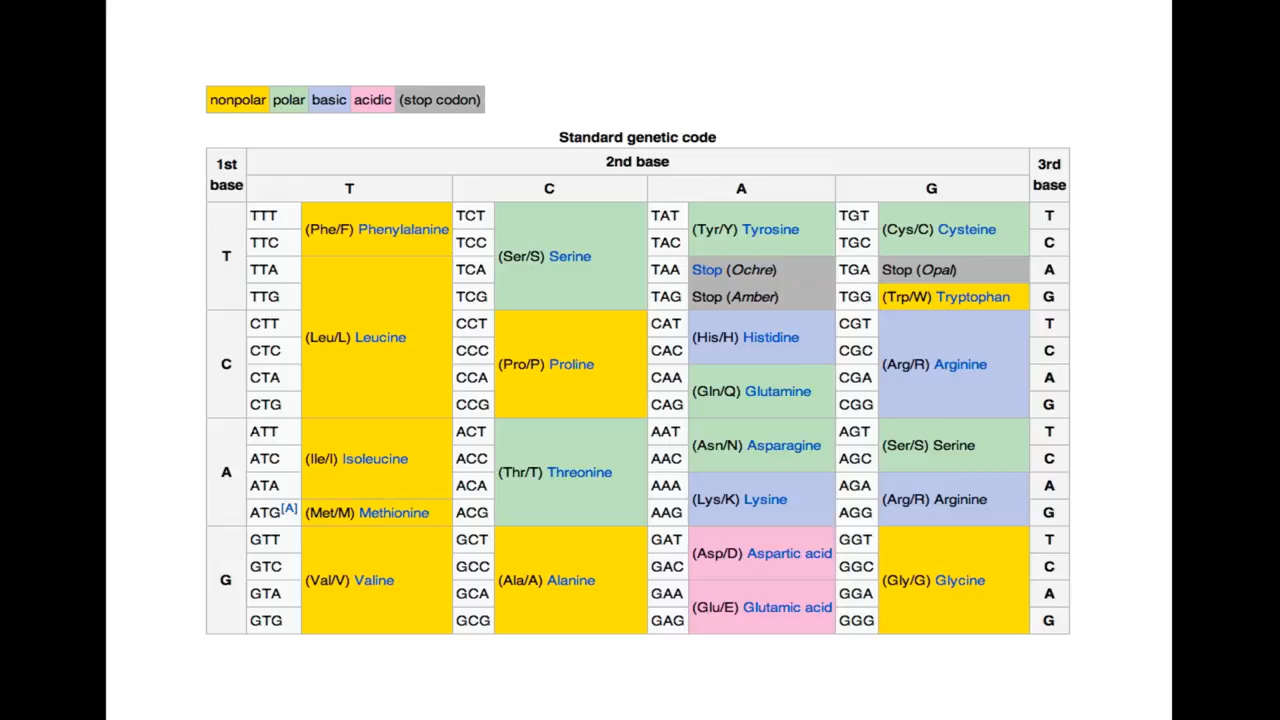 nonpolar polar basic acidic (stop codon)
Standard genetic code
1st base 2nd base 3rd base
T C A G
TTT (Phe/F) Phenylalanine TCT (Ser/S) Serine TAT (Tyr/Y) Tyrosine TGT (Cys/C) Cysteine T
TTC TCC TAC TGC C
T TTA (Leu/L) Leucine TCA TAA Stop (Ochre) TGA Stop (Opal) A
TTG TCG TAG Stop (Amber) TGG (Trp/W) Tryptophan G
CTT CCT (Pro/P) Proline CAT (His/H) Histidine CGT (Arg/R) Arginine T
CTC CCC CAC CGC C
C CTA CCA CAA (Gln/Q) Glutamine CGA A
CTG CCG CAG CGG G
ATT (Ile/I) Isoleucine ACT (Thr/T) Threonine AAT (Asn/N) Asparagine AGT (Ser/S) Serine T
ATC ACC AAC AGC C
A ATA ACA AAA (Lys/K) Lysine AGA (Arg/R) Arginine A
ATG[A] (Met/M) Methionine ACG AAG AGG G
GTT (Val/V) Valine GCT (Ala/A) Alanine GAT (Asp/D) Aspartic acid GGT (Gly/G) Glycine T
GTC GCC GAC GGC C
G GTA GCA GAA (Glu/E) Glutamic acid GGA A
GTG GCG GAG GGG G